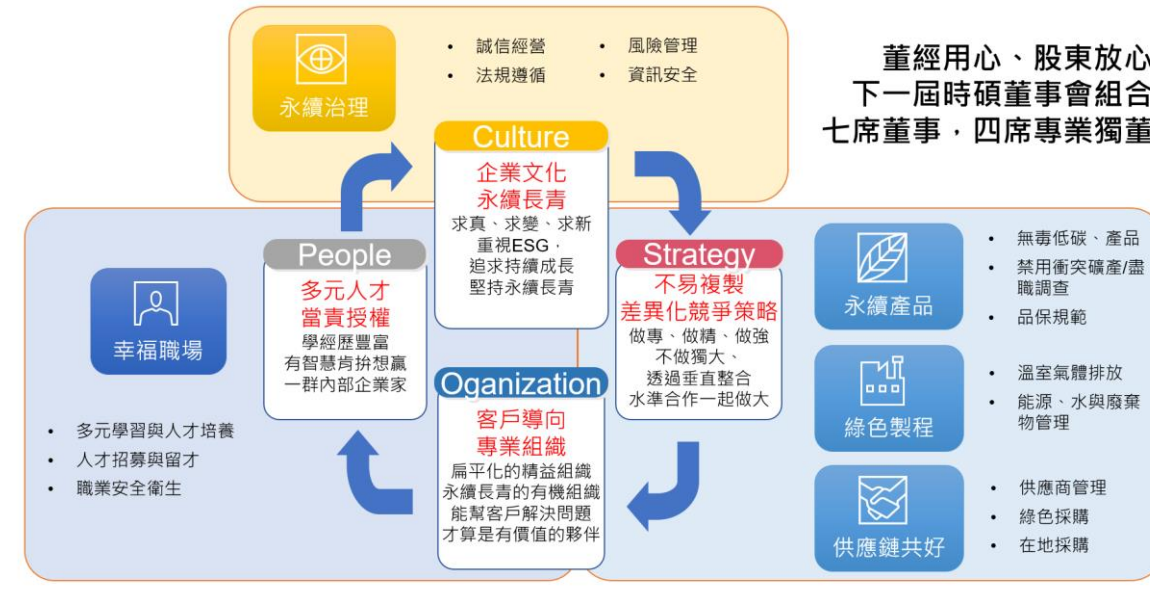 永續治理
• 誠信經營
• 法規遵循
• 風險管理
• 資訊安全
董經用心、股東放心
下一屆時碩董事會組合
七席董事，四席專業獨董
Culture
企業文化
永續長青
求真、求變、求新
重視ESG，
追求持續成長
堅持永續長青
People
多元人才
當責授權
學經歷豐富
有智慧肯拚想贏
一群內部企業家
Strategy
不易複製
差異化競爭策略
做專、做精、做強
不做獨大、
透過垂直整合
水準合作一起做大
Oganization
客戶導向
專業組織
扁平化的精益組織
永續長青的有機組織
能幫客戶解決問題
才算是有價值的夥伴
幸福職場
• 多元學習與人才培養
• 人才招募與留才
• 職業安全衛生
永續產品
• 無毒低碳、產品
• 禁用衝突礦產/盡
職調查
• 品保規範
綠色製程
• 溫室氣體排放
• 能源、水與廢棄
物管理
供應鏈共好
• 供應商管理
• 綠色採購
• 在地採購